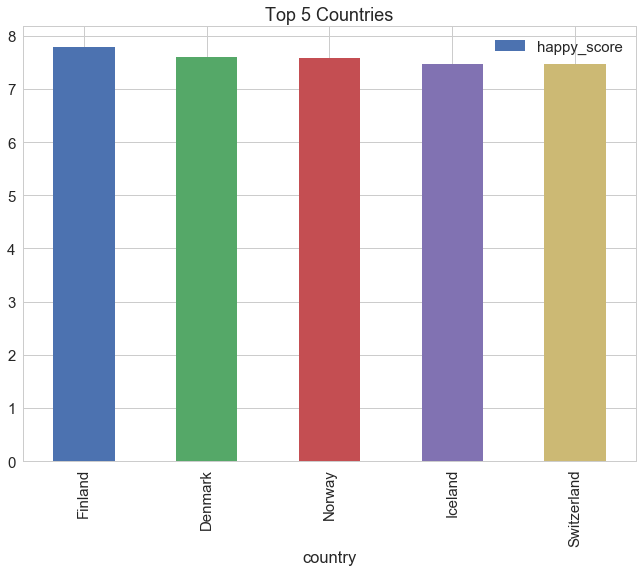 Top 5 Countries
happy_score
8
7
6
5
4
3
2
1
0
Finland
Denmark
Norway
Iceland
Switzerland
country